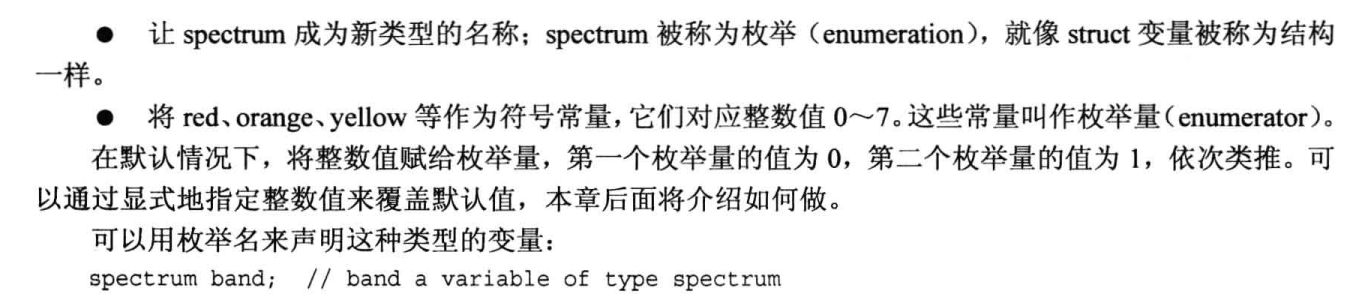 ● 让 spectrum 成为新类型的名称；spectrum 被称为枚举（enumeration），就像 struct 变量被称为结构
一样。
● 将 red、orange、yellow 等作为符号常量，它们对应整数值 0～7。这些常量叫作枚举量（enumerator）。
在默认情况下，将整数值赋给枚举量，第一个枚举量的值为 0，第二个枚举量的值为 1，依次类推。可
以通过显式地指定整数值来覆盖默认值，本章后面将介绍如何做。
可以用枚举名来声明这种类型的变量：
spectrum band;  // band a variable of type spectrum